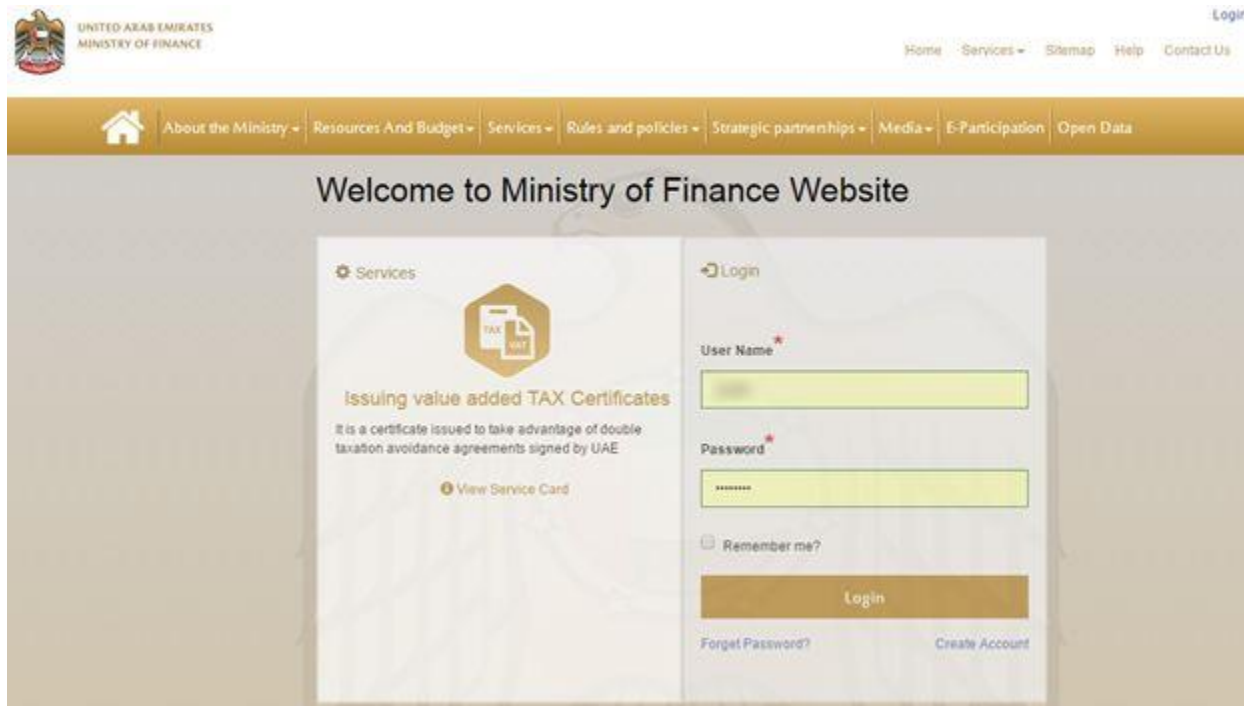 UNITED ARAB EMIRATES
MINISTRY OF FINANCE
Login
Home Services Sitemap Help Contact Us
About the Ministry Resources And Budget Services Rules and policies Strategic partnerships Media E-Participation Open Data
Welcome to Ministry of Finance Website
Services
TAX
VAT
Issuing value added TAX Certificates
It is a certificate issued to take advantage of double
taxation avoidance agreements signed by UAE
View Service Card
Login
User Name*
Password*
••••••••
Remember me?
Login
Forget Password? Create Account